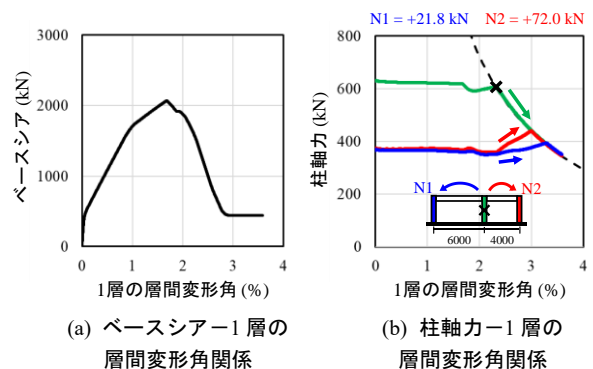 N1 = +21.8 kN
N2 = +72.0 kN
3000
2000
1000
0
ベースシア (kN)
0
1
2
3
4
1層の層間変形角 (%)
(a) ベースシアー1 層の
層間変形角関係
800
600
400
200
0
柱軸力 (kN)
N1
N2
6000
4000
0
1
2
3
4
1層の層間変形角 (%)
(b) 柱軸力ー1 層の
層間変形角関係